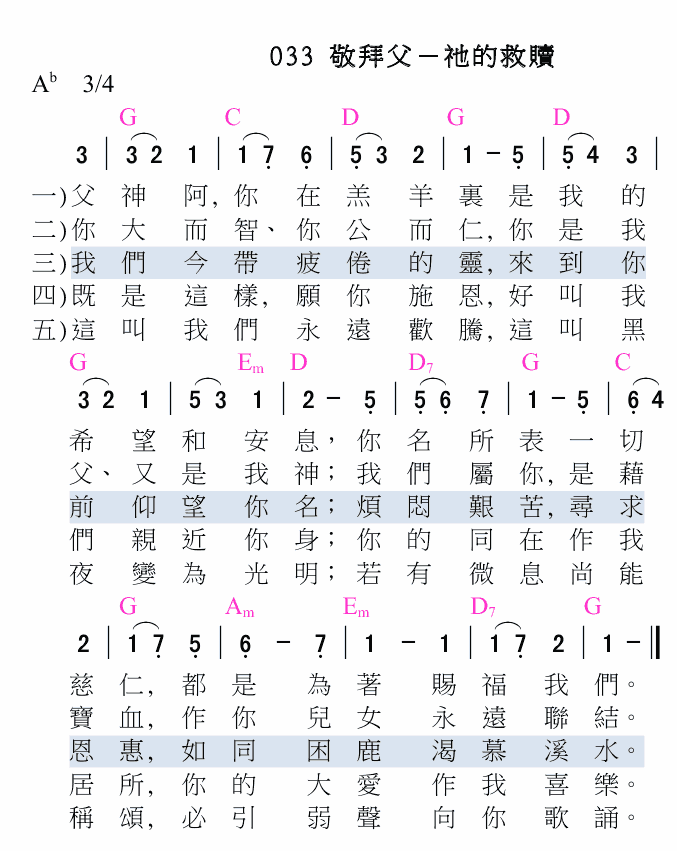 033 敬拜父－祂的救贖
A♭ 3/4
G C D G D
3 | 3 2 1 | 1 7̣ 6̣ | 5̣ 3 2 | 1 － 5̣ | 5̣ 4 3 |
一)父神阿,你在羔羊裏是我的
二)你大而智、你公而仁,你是我
三)我們今帶疲倦的靈,來到你
四)既是這樣,願你施恩,好叫我
五)這叫我們永遠歡騰,這叫黑
G Em D D7 G C
3 2 1 | 5 3 1 | 2 － 5̣ | 5̣ 6̣ 7̣ | 1 － 5̣ | 6̣ 4
希望和安息，你名所表一切
父、又是我神；我們屬你,是藉
前仰望你名；煩悶艱苦,尋求
們親近你身；你的同在作我
夜變為光明；若有微息尚能
G Am Em D7 G
2 | 1 7̣ 5̣ | 6̣ － 7̣ | 1 － 1 | 1 7̣ 2 | 1 － ‖
慈仁,都是為著賜福我們。
寶血,作你兒女永遠聯結。
恩惠,如同困鹿渴慕溪水。
居所,你的大愛作我喜樂。
稱頌,必引弱聲向你歌誦。